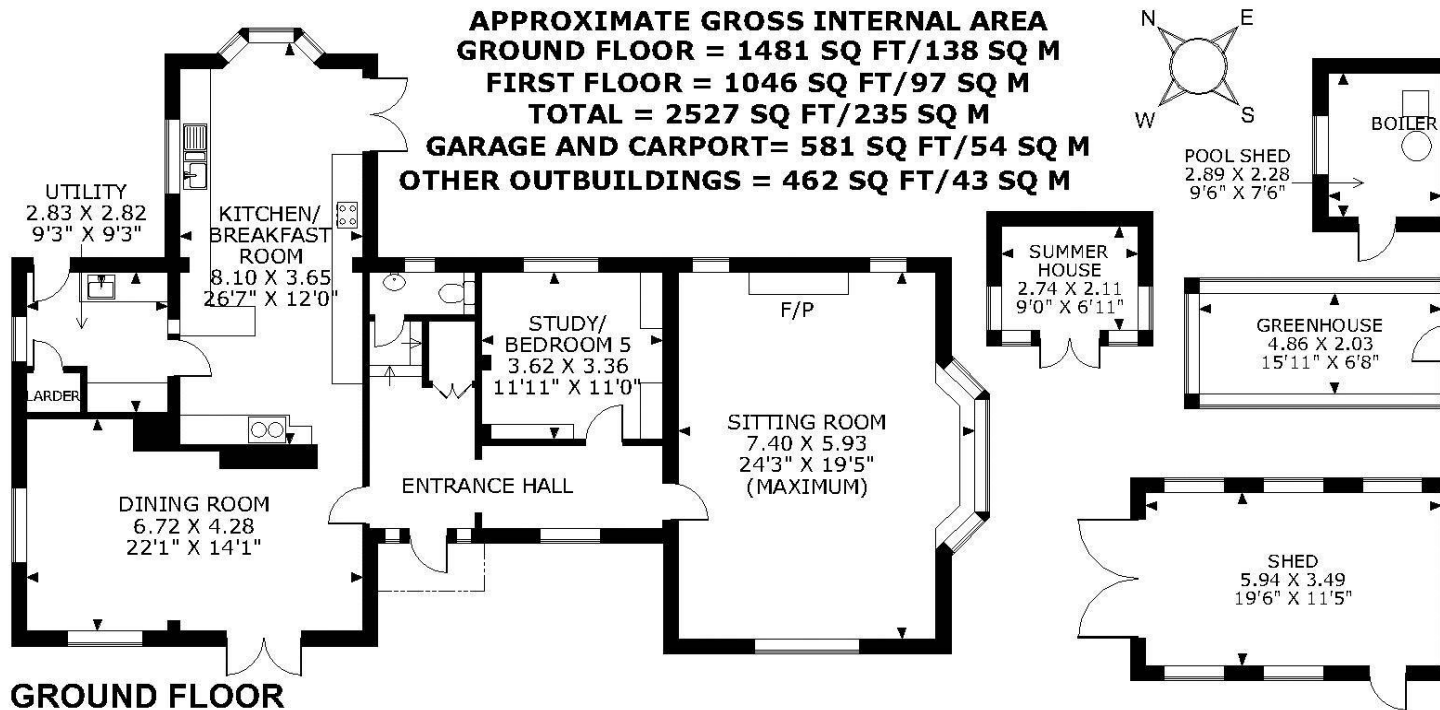 APPROXIMATE GROSS INTERNAL AREA
GROUND FLOOR = 1481 SQ FT/138 SQ M
FIRST FLOOR = 1046 SQ FT/97 SQ M
TOTAL = 2527 SQ FT/235 SQ M
GARAGE AND CARPORT= 581 SQ FT/54 SQ M
OTHER OUTBUILDINGS = 462 SQ FT/43 SQ M
N
E
W
S
BOILER
POOL SHED
2.89 X 2.28
9'6" X 7'6"
UTILITY
2.83 X 2.82
9'3" X 9'3"
KITCHEN/
BREAKFAST
ROOM
8.10 X 3.65
26'7" X 12'0"
SUMMER
HOUSE
2.74 X 2.11
9'0" X 6'11"
F/P
STUDY/
BEDROOM 5
3.62 X 3.36
11'11" X 11'0"
GREENHOUSE
4.86 X 2.03
15'11" X 6'8"
LARDER
SITTING ROOM
7.40 X 5.93
24'3" X 19'5"
(MAXIMUM)
ENTRANCE HALL
DINING ROOM
6.72 X 4.28
22'1" X 14'1"
SHED
5.94 X 3.49
19'6" X 11'5"
GROUND FLOOR